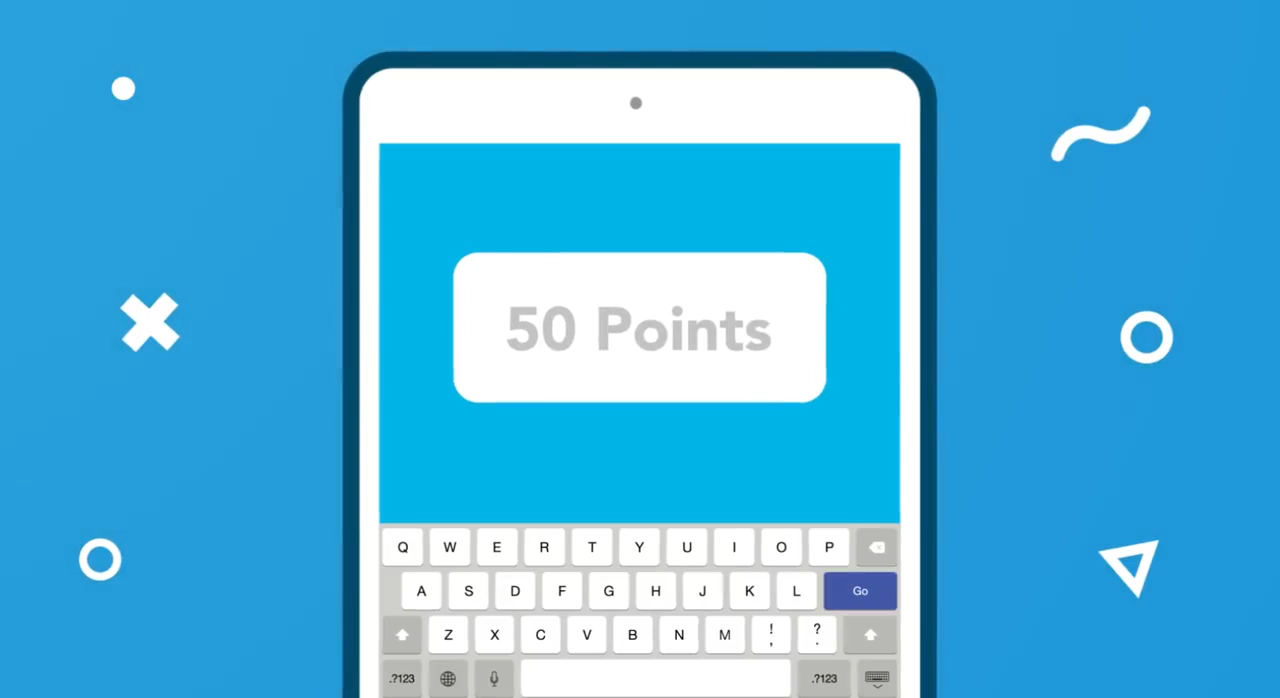 50 Points
Q W E R T Y U I O P
A S D F G H J K L Go
Z X C V B N M ! , ? .
.?123 .?123